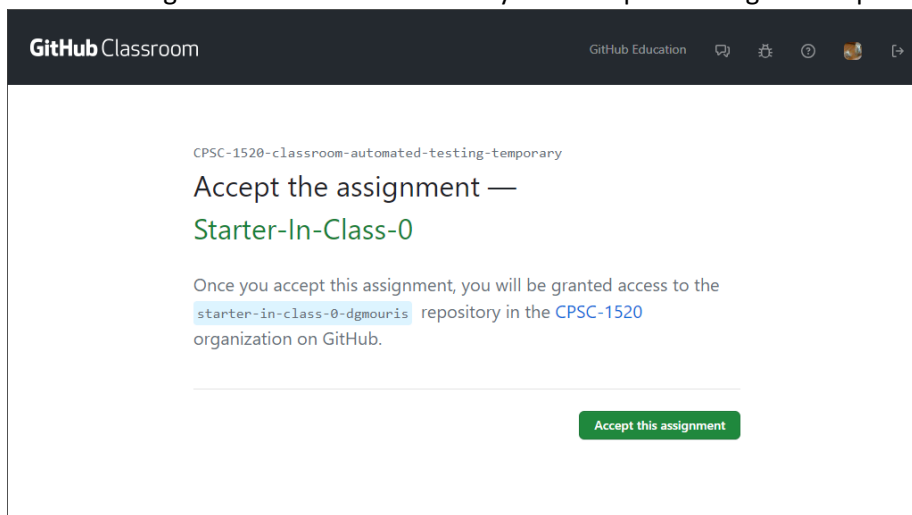 GitHub Classroom
GitHub Education
CPSC-1520-classroom-automated-testing-temporary
Accept the assignment —
Starter-In-Class-0
Once you accept this assignment, you will be granted access to the
starter-in-class-0-dgmouris repository in the CPSC-1520
organization on GitHub.
Accept this assignment